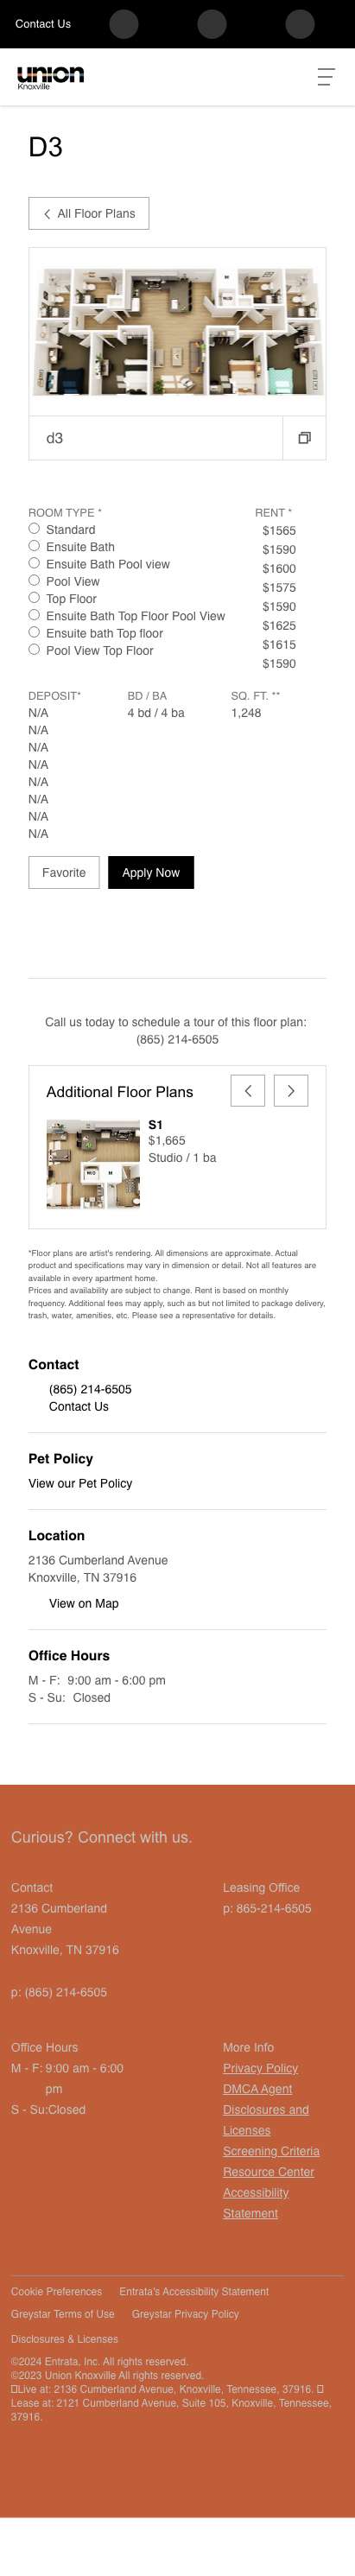 Contact Us
union
Knoxville
D3
All Floor Plans
d3
ROOM TYPE * RENT *
Standard $1565
Ensuite Bath $1590
Ensuite Bath Pool view $1600
Pool View $1575
Top Floor $1590
Ensuite Bath Top Floor Pool View $1625
Ensuite bath Top floor $1615
Pool View Top Floor $1590
DEPOSIT* BD / BA SQ. FT. **
N/A 4 bd / 4 ba 1,248
N/A
N/A
N/A
N/A
N/A
N/A
N/A
Favorite Apply Now
Call us today to schedule a tour of this floor plan:
(865) 214-6505
Additional Floor Plans
S1
$1,665
Studio / 1 ba
*Floor plans are artist's rendering. All dimensions are approximate. Actual
product and specifications may vary in dimension or detail. Not all features are
available in every apartment home.
Prices and availability are subject to change. Rent is based on monthly
frequency. Additional fees may apply, such as but not limited to package delivery,
trash, water, amenities, etc. Please see a representative for details.
Contact
(865) 214-6505
Contact Us
Pet Policy
View our Pet Policy
Location
2136 Cumberland Avenue
Knoxville, TN 37916
View on Map
Office Hours
M - F: 9:00 am - 6:00 pm
S - Su: Closed
Curious? Connect with us.
Contact
2136 Cumberland
Avenue
Knoxville, TN 37916
p: (865) 214-6505
Leasing Office
p: 865-214-6505
Office Hours
M - F: 9:00 am - 6:00
pm
S - Su:Closed
More Info
Privacy Policy
DMCA Agent
Disclosures and
Licenses
Screening Criteria
Resource Center
Accessibility
Statement
Cookie Preferences Entrata's Accessibility Statement
Greystar Terms of Use Greystar Privacy Policy
Disclosures & Licenses
©2024 Entrata, Inc. All rights reserved.
©2023 Union Knoxville All rights reserved.
Live at: 2136 Cumberland Avenue, Knoxville, Tennessee, 37916.
Lease at: 2121 Cumberland Avenue, Suite 105, Knoxville, Tennessee,
37916.